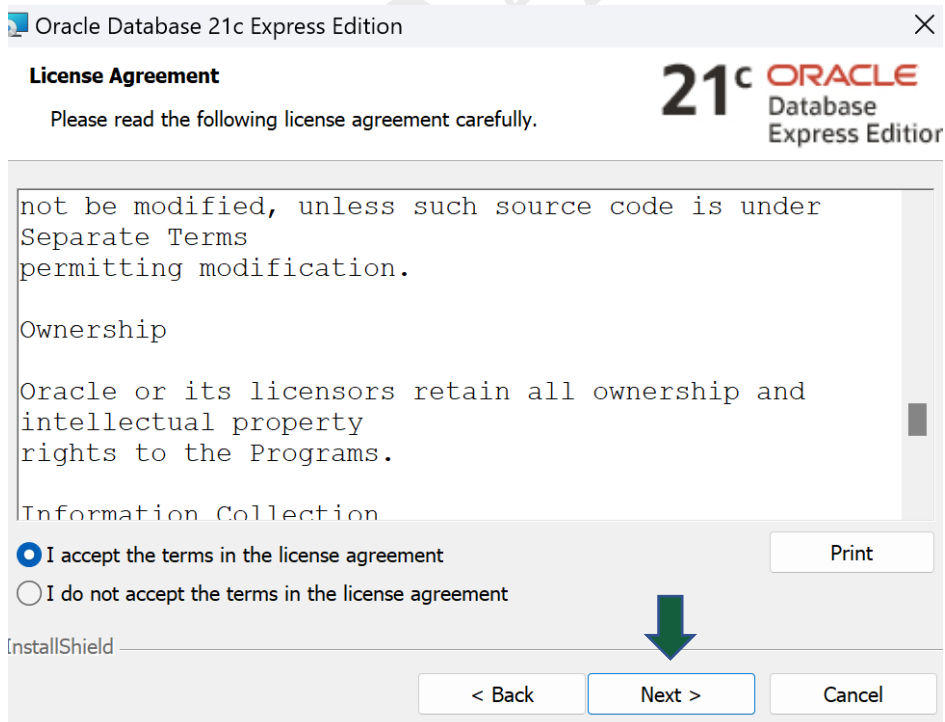 Oracle Database 21c Express Edition
License Agreement
Please read the following license agreement carefully.
21c ORACLE
Database
Express Edition
not be modified, unless such source code is under
Separate Terms
permitting modification.
Ownership
Oracle or its licensors retain all ownership and
intellectual property
rights to the Programs.
Information Collection
I accept the terms in the license agreement
Print
I do not accept the terms in the license agreement
InstallShield
< Back
Next >
Cancel